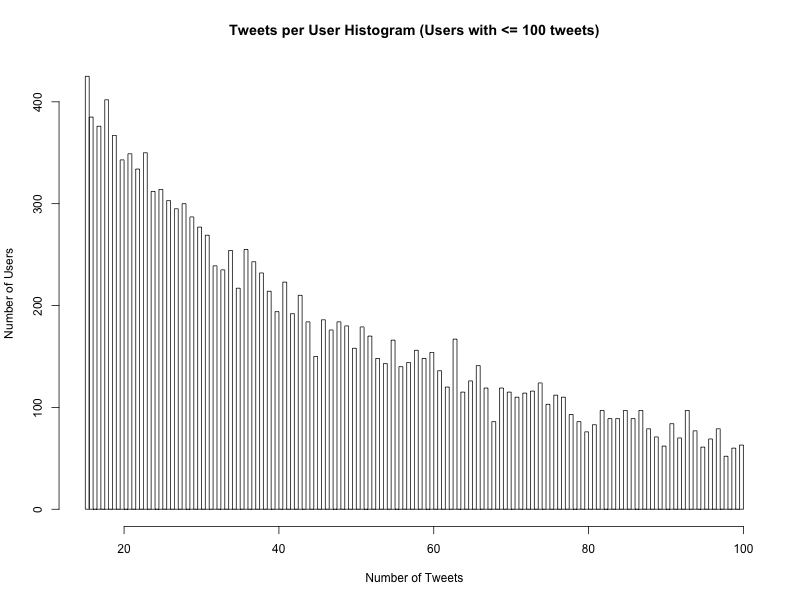 Tweets per User Histogram (Users with <= 100 tweets)
Number of Users
400
300
200
100
0
20 40 60 80 100
Number of Tweets